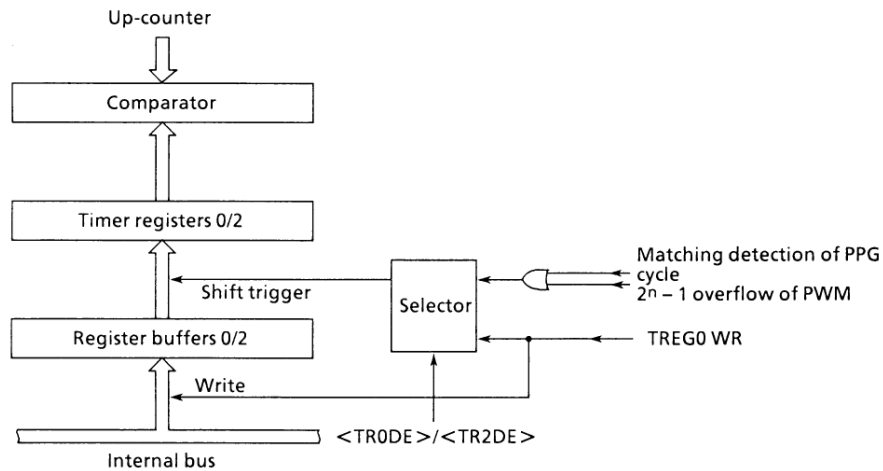 Up-counter
Comparator
Timer registers 0/2
Matching detection of PPG
cycle
2ⁿ – 1 overflow of PWM
Shift trigger
Selector
Register buffers 0/2
TREG0 WR
Write
<TR0DE>/<TR2DE>
Internal bus